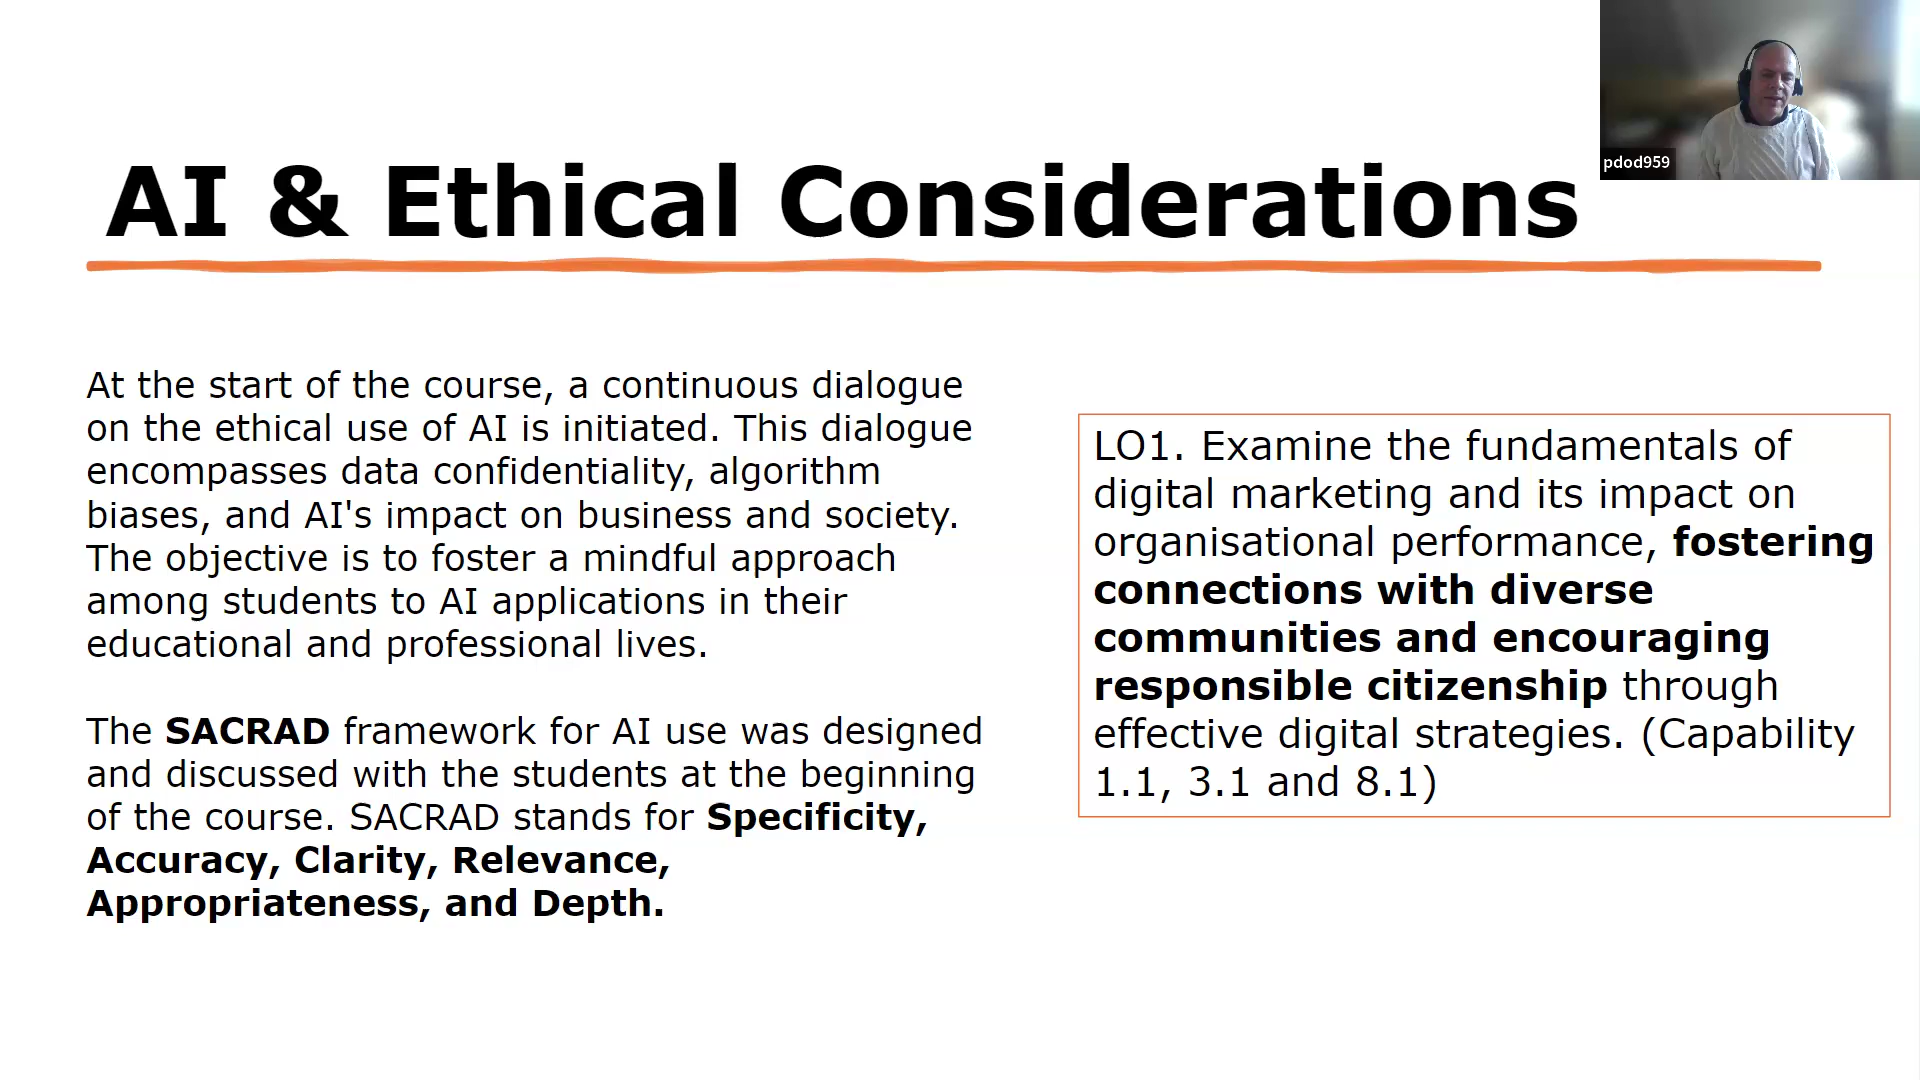 pdod959
AI & Ethical Considerations
At the start of the course, a continuous dialogue
on the ethical use of AI is initiated. This dialogue
encompasses data confidentiality, algorithm
biases, and AI's impact on business and society.
The objective is to foster a mindful approach
among students to AI applications in their
educational and professional lives.
The SACRAD framework for AI use was designed
and discussed with the students at the beginning
of the course. SACRAD stands for Specificity,
Accuracy, Clarity, Relevance,
Appropriateness, and Depth.
LO1. Examine the fundamentals of
digital marketing and its impact on
organisational performance, fostering
connections with diverse
communities and encouraging
responsible citizenship through
effective digital strategies. (Capability
1.1, 3.1 and 8.1)